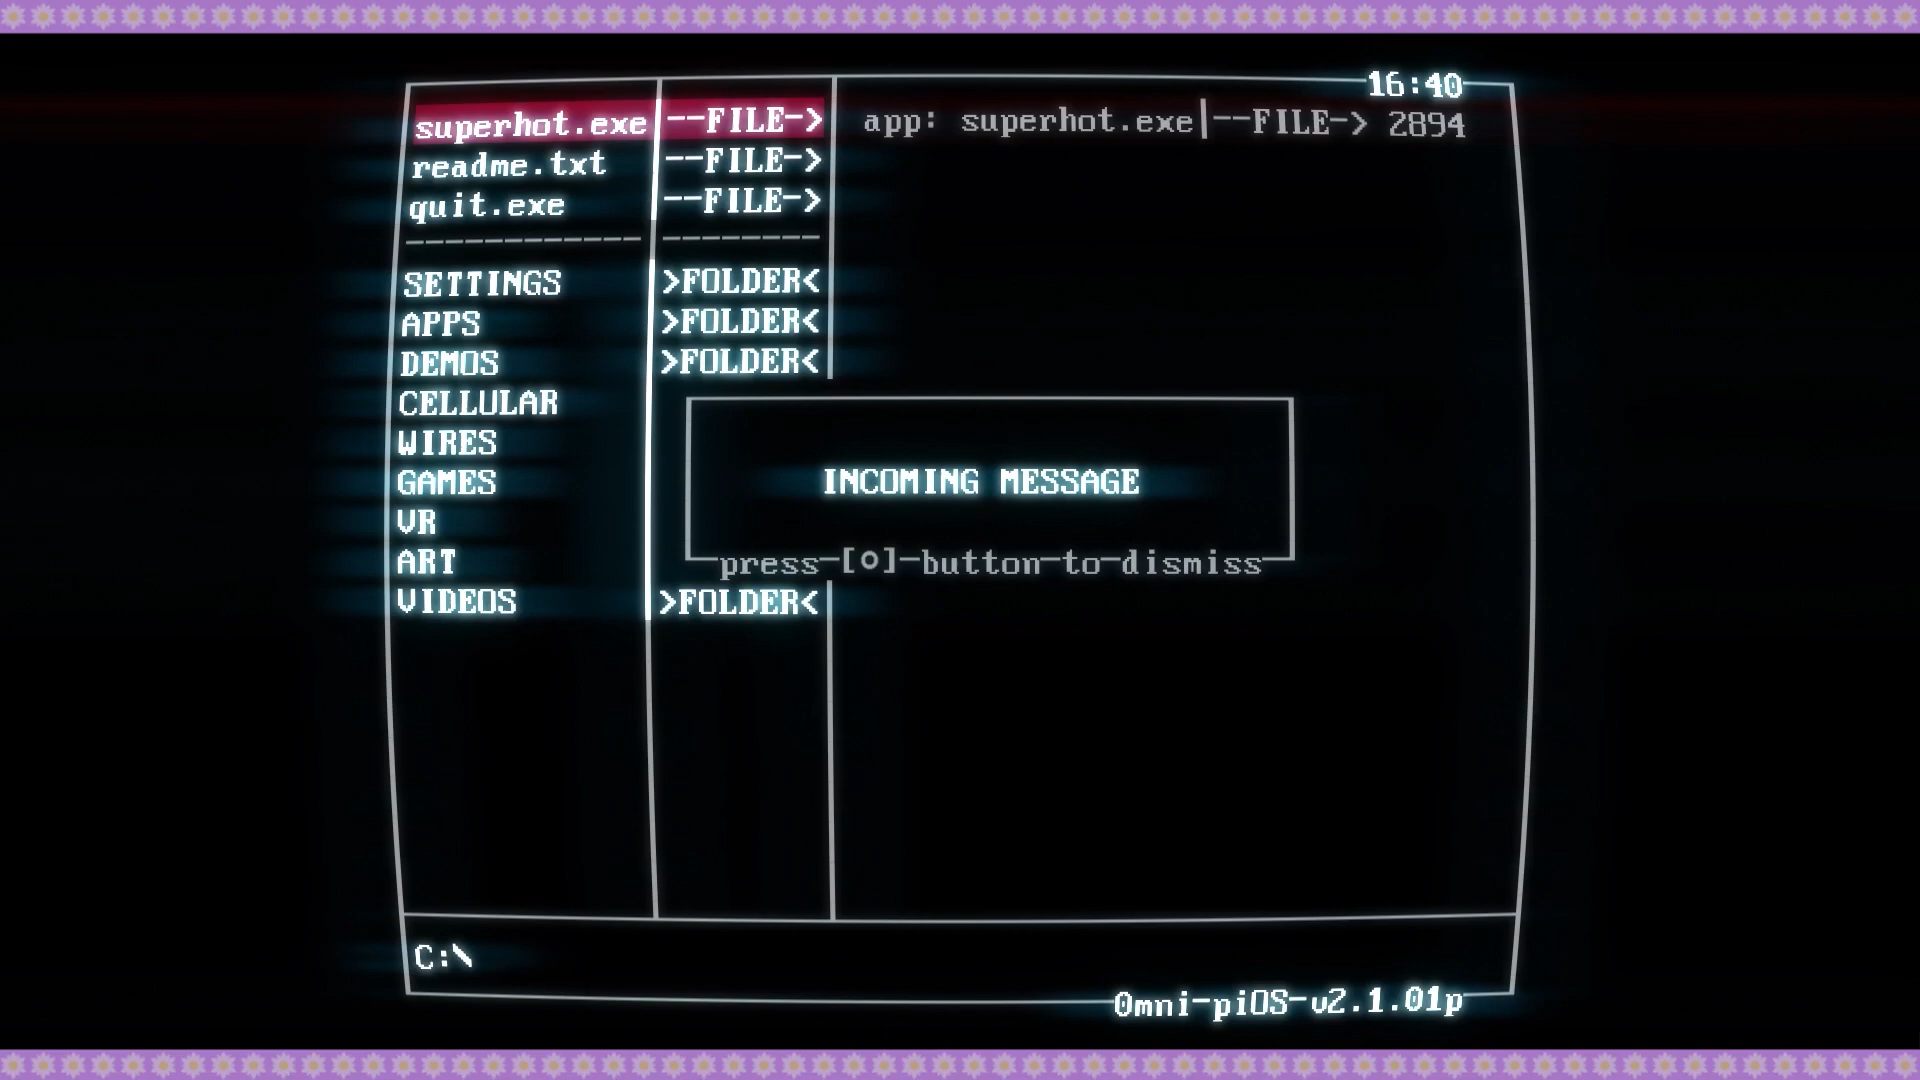 16:40
superhot.exe --FILE-> app: superhot.exe|--FILE-> 2894
readme.txt --FILE->
quit.exe --FILE->
SETTINGS >FOLDER<
APPS >FOLDER<
DEMOS >FOLDER<
CELLULAR
WIRES
GAMES
VR
ART
INCOMING MESSAGE
press-[O]-button-to-dismiss
VIDEOS >FOLDER<
C:\
0mni-piOS-v2.1.01p